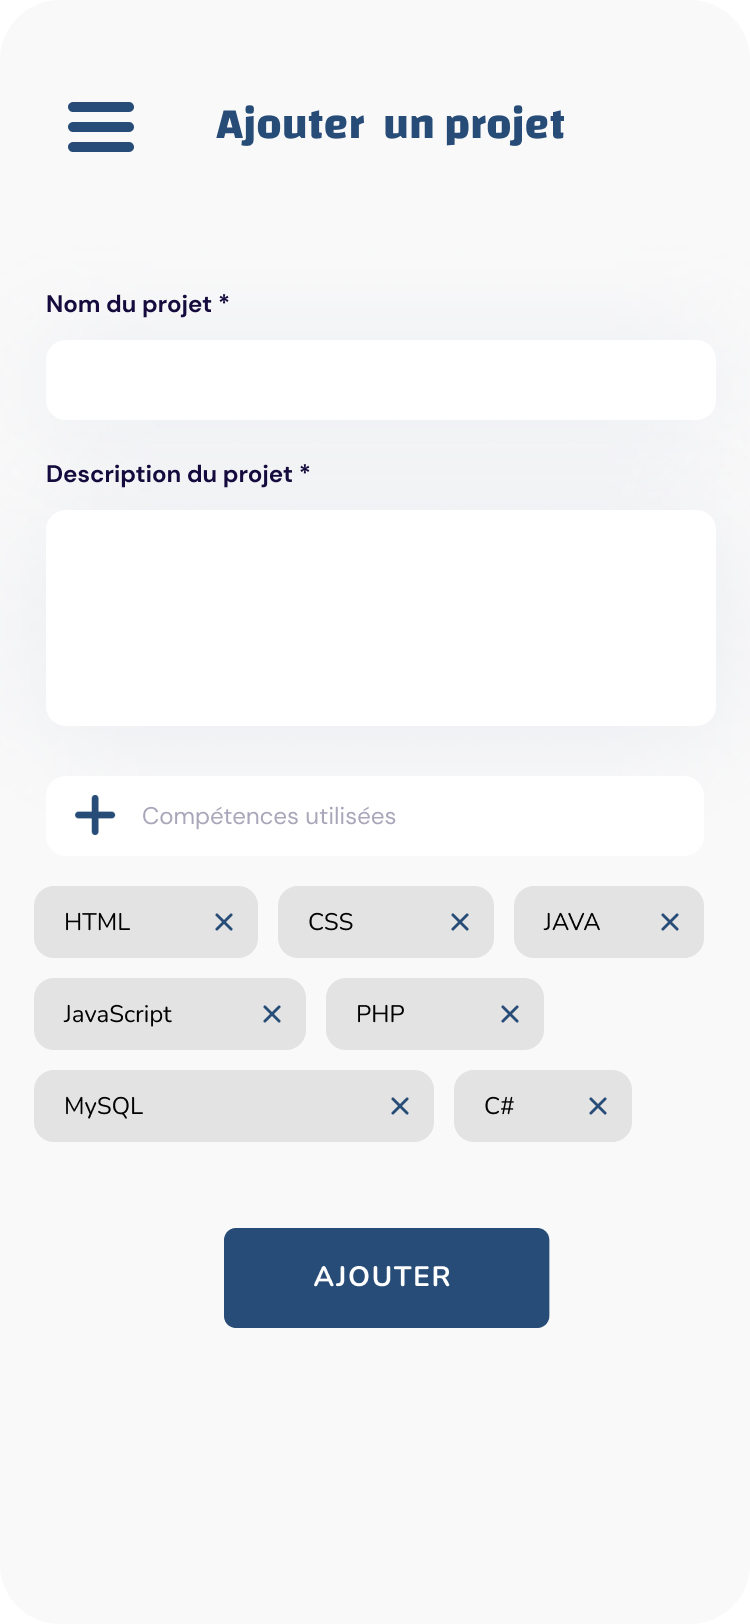 Ajouter  un projet
Nom du projet *
Description du projet *
Compétences utilisées
HTML
CSS
JAVA
JavaScript
PHP
MySQL
C#
AJOUTER